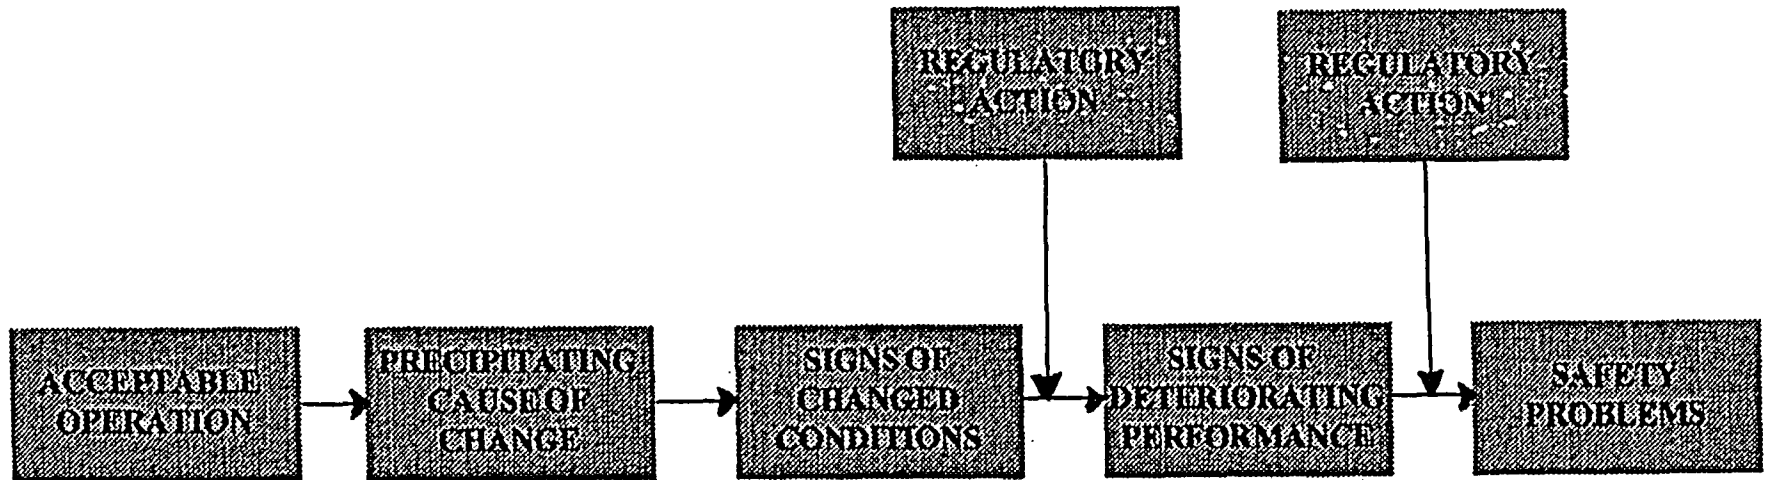 REGULATORY
ACTION
REGULATORY
ACTION
ACCEPTABLE
OPERATION
PRECIPITATING
CAUSE OF
CHANGE
SIGNS OF
CHANGED
CONDITIONS
SIGNS OF
DETERIORATING
PERFORMANCE
SAFETY
PROBLEMS